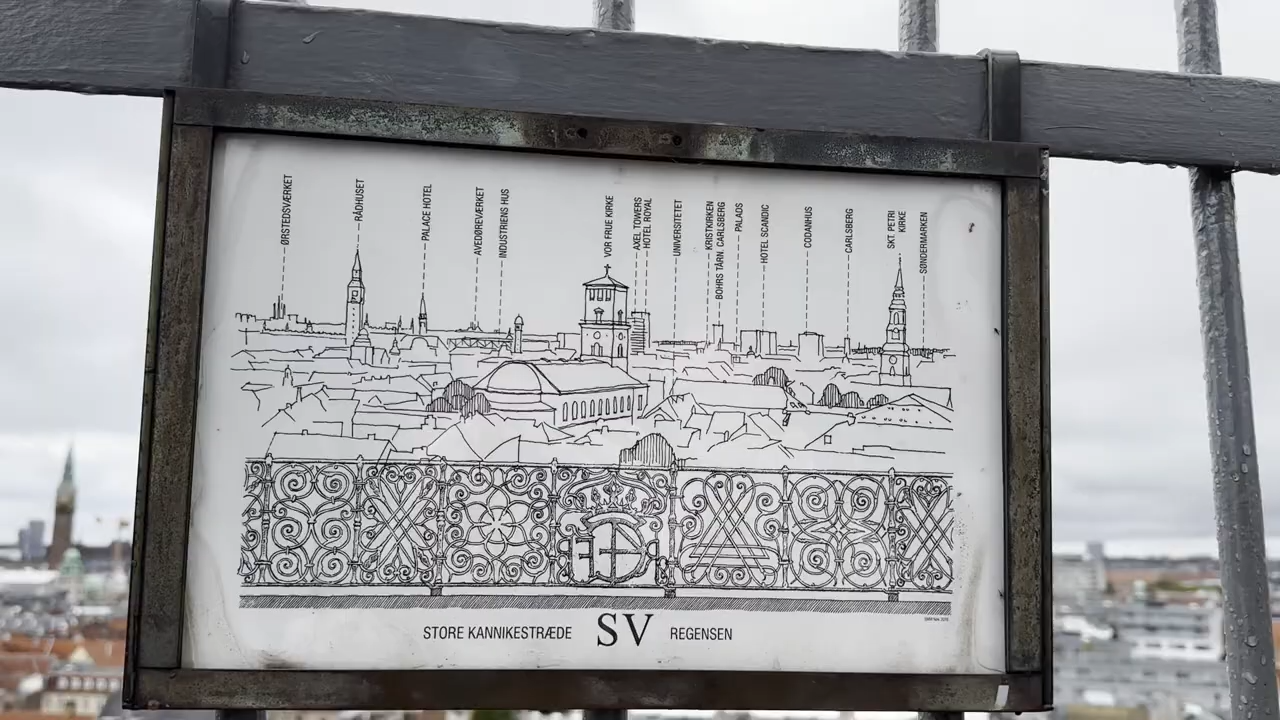 ØRSTEDSVÆRKET
RÅDHUSET
PALACE HOTEL
AVEDØREVÆRKET
INDUSTRIENS HUS
VOR FRUE KIRKE
AXEL TOWERS
HOTEL ROYAL
UNIVERSITETET
KRISTKIRKEN
BOHRS TÅRN. CARLSBERG
PALADS
HOTEL SCANDIC
CODANHUS
CARLSBERG
SKT. PETRI
KIRKE
SØNDERMARKEN
STORE KANNIKESTRÆDE SV REGENSEN